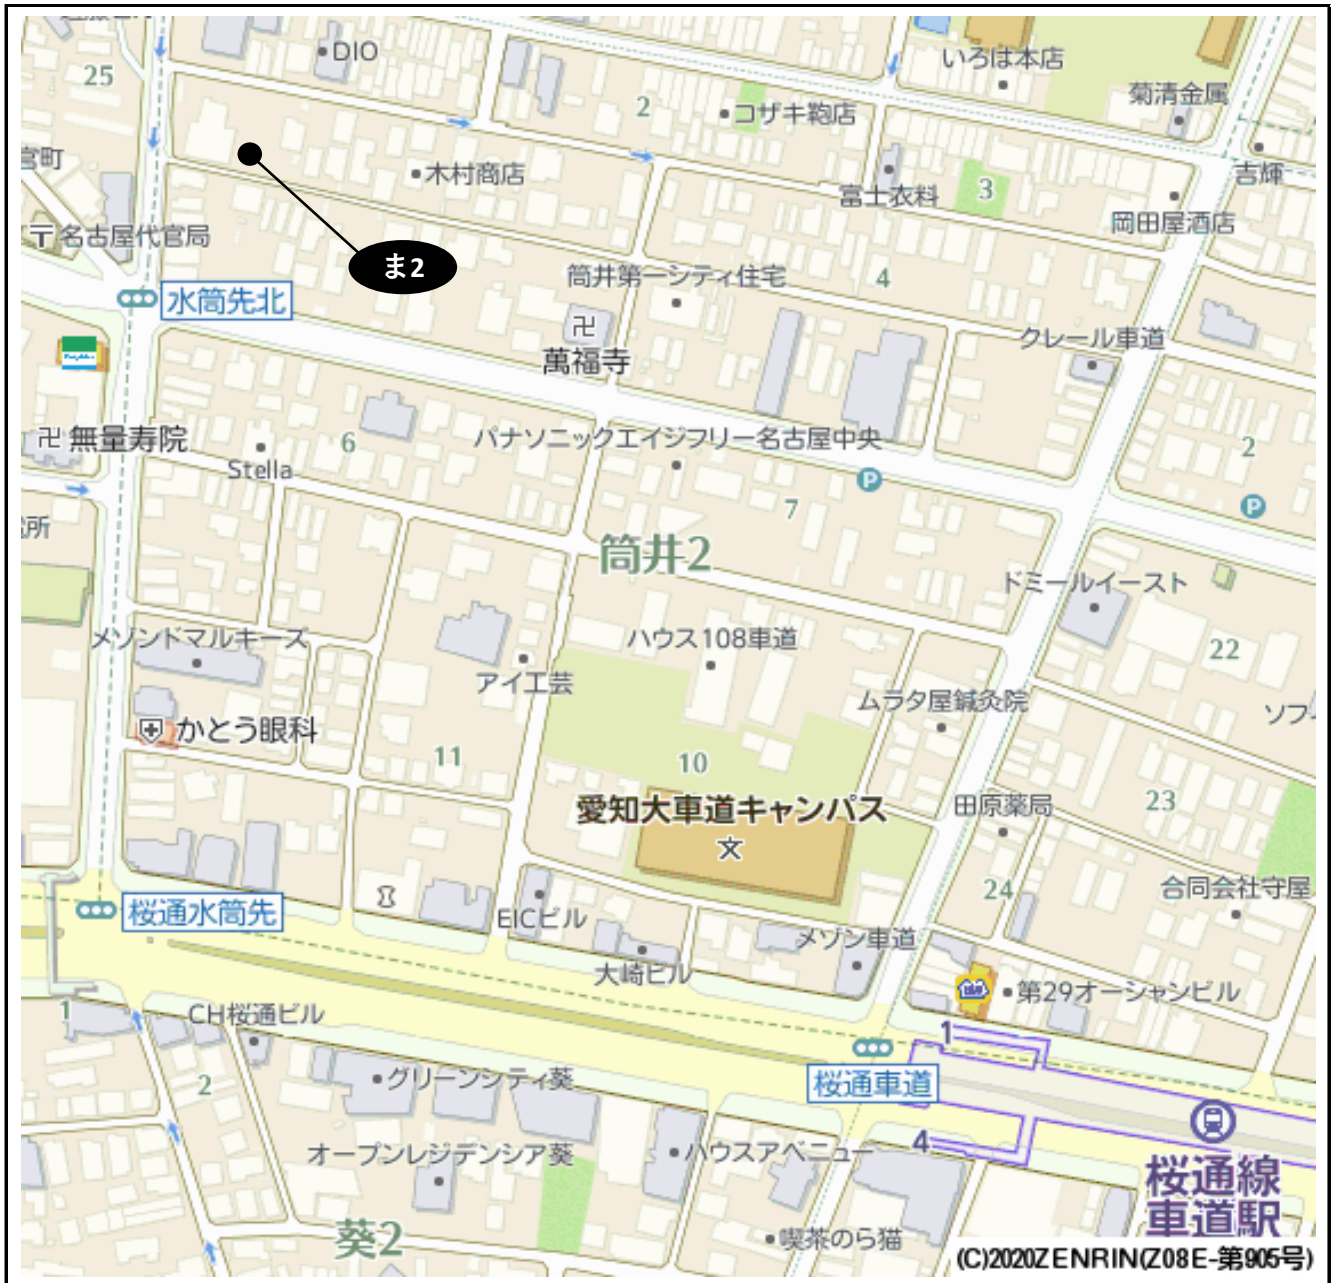 DIO
25
いろは本店
菊清金属
2
コザキ鞄店
官町
木村商店
吉輝
富士衣料
3
岡田屋酒店
〒名古屋代官局
ま2
筒井第一シティ住宅
4
水筒先北
卍
萬福寺
クレール車道
卍無量寿院
6
パナソニックエイジフリー名古屋中央
2
Stella
P
7
P
所
筒井2
ドミールイースト
メゾンドマルキーズ
ハウス108車道
22
アイ工芸
ムラタ屋鍼灸院
ソフィ
かとう眼科
11
10
23
愛知大車道キャンパス
文
田原薬局
24
合同会社守屋
桜通水筒先
EICビル
メゾン車道
大崎ビル
第29オーシャンビル
1
CH桜通ビル
1
2
グリーンシティ葵
桜通車道
オープンレジデンシア葵
ハウスアベニュー
4
桜通線
車道駅
葵2
喫茶のら猫
(C)2020ZENRIN(Z08E-第905号)